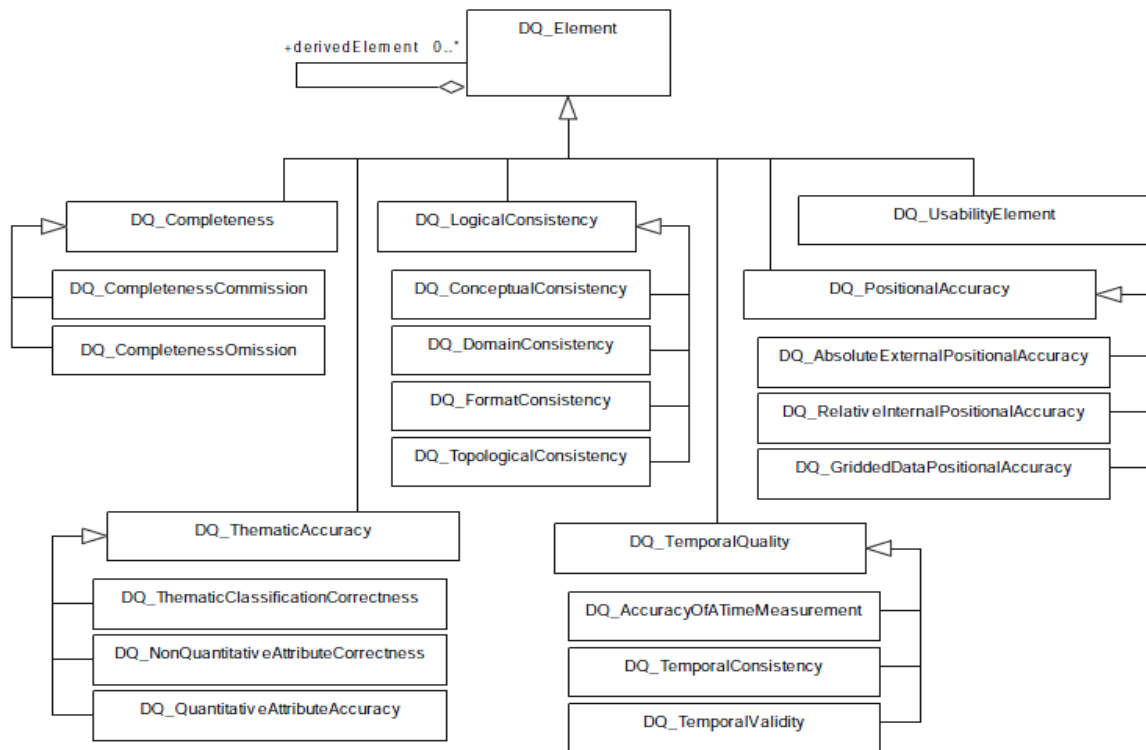 DQ_Element
+derivedElement 0..*
DQ_Completeness
DQ_LogicalConsistency
DQ_UsabilityElement
DQ_CompletenessCommission
DQ_CompletenessOmission
DQ_ConceptualConsistency
DQ_DomainConsistency
DQ_FormatConsistency
DQ_TopologicalConsistency
DQ_PositionalAccuracy
DQ_AbsoluteExternalPositionalAccuracy
DQ_RelativeInternalPositionalAccuracy
DQ_GriddedDataPositionalAccuracy
DQ_ThematicAccuracy
DQ_ThematicClassificationCorrectness
DQ_NonQuantitativeAttributeCorrectness
DQ_QuantitativeAttributeAccuracy
DQ_TemporalQuality
DQ_AccuracyOfATimeMeasurement
DQ_TemporalConsistency
DQ_TemporalValidity